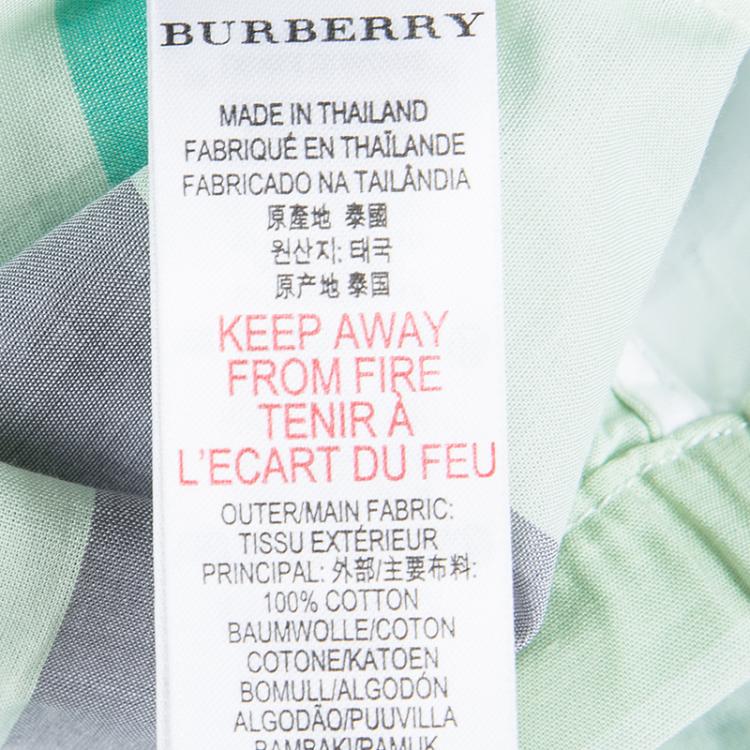 BURBERRY
MADE IN THAILAND
FABRIQUÉ EN THAÏLANDE
FABRICADO NA TAILÂNDIA
原產地 泰國
원산지: 태국
原产地 泰国
KEEP AWAY
FROM FIRE
TENIR À
L'ECART DU FEU
OUTER/MAIN FABRIC:
TISSU EXTÉRIEUR
PRINCIPAL: 外部/主要布料:
100% COTTON
BAUMWOLLE/COTON
COTONE/KATOEN
BOMULL/ALGODÓN
ALGODÃO/PUUVILLA
BAMBAKI/PAMUK